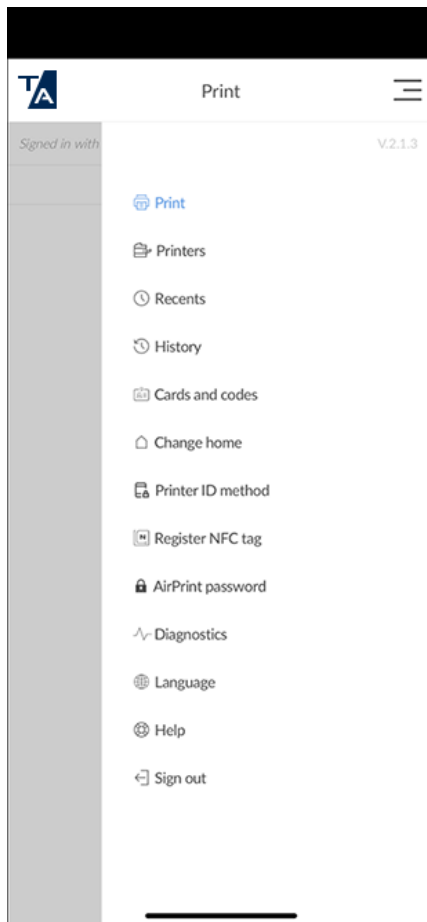 TA
Print
Signed in with
V.2.1.3
Print
Printers
Recents
History
Cards and codes
Change home
Printer ID method
N
Register NFC tag
AirPrint password
Diagnostics
Language
Help
Sign out